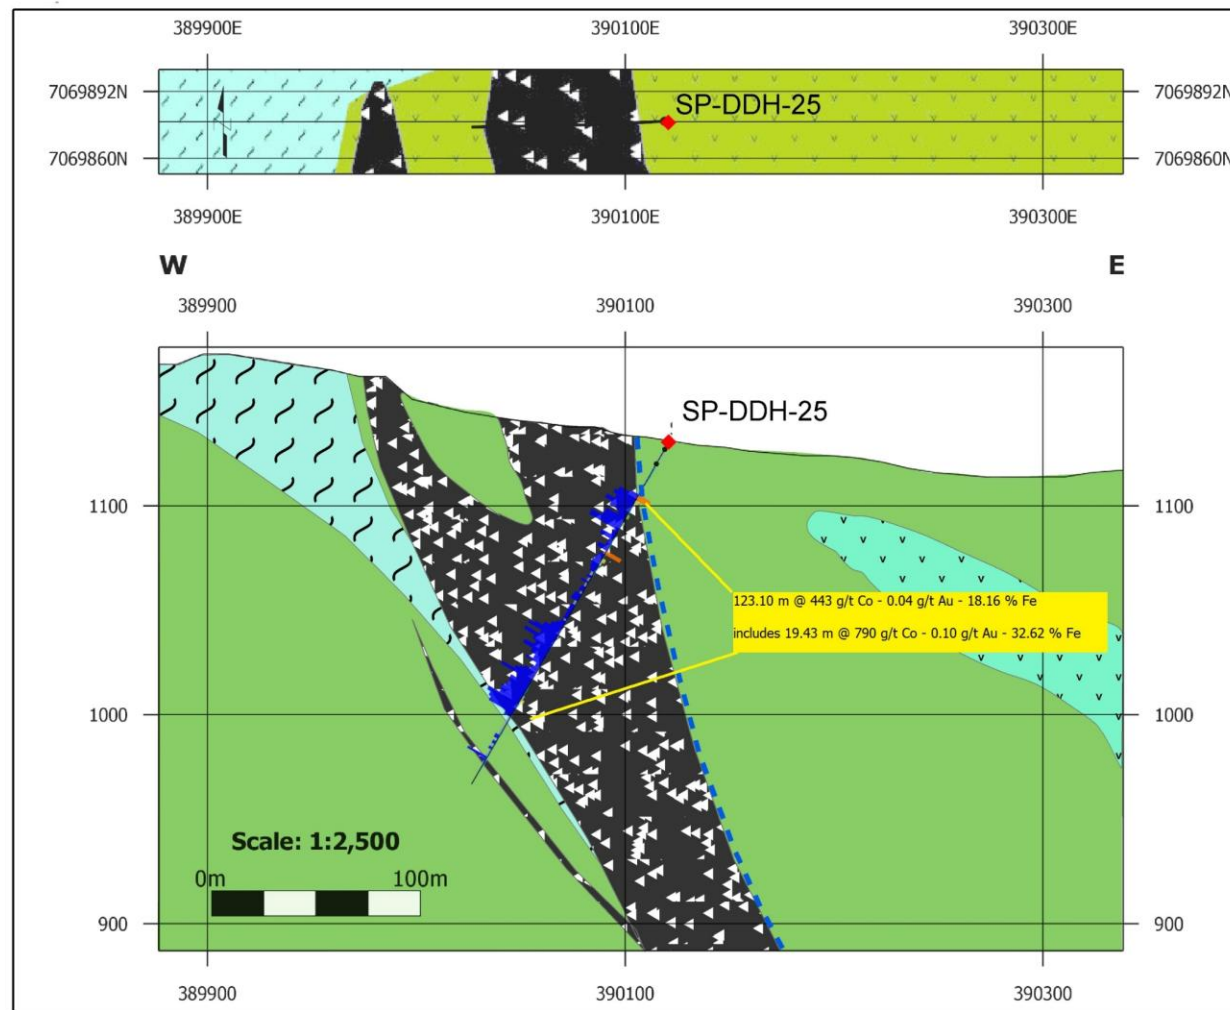 389900E 390100E 390300E
7069892N SP-DDH-25 7069892N
7069860N 7069860N
389900E 390100E 390300E
W E
389900 390100 390300
SP-DDH-25
1100 1100
123.10 m @ 443 g/t Co - 0.04 g/t Au - 18.16 % Fe
includes 19.43 m @ 790 g/t Co - 0.10 g/t Au - 32.62 % Fe
1000 1000
Scale: 1:2,500
0m 100m
900 900
389900 390100 390300